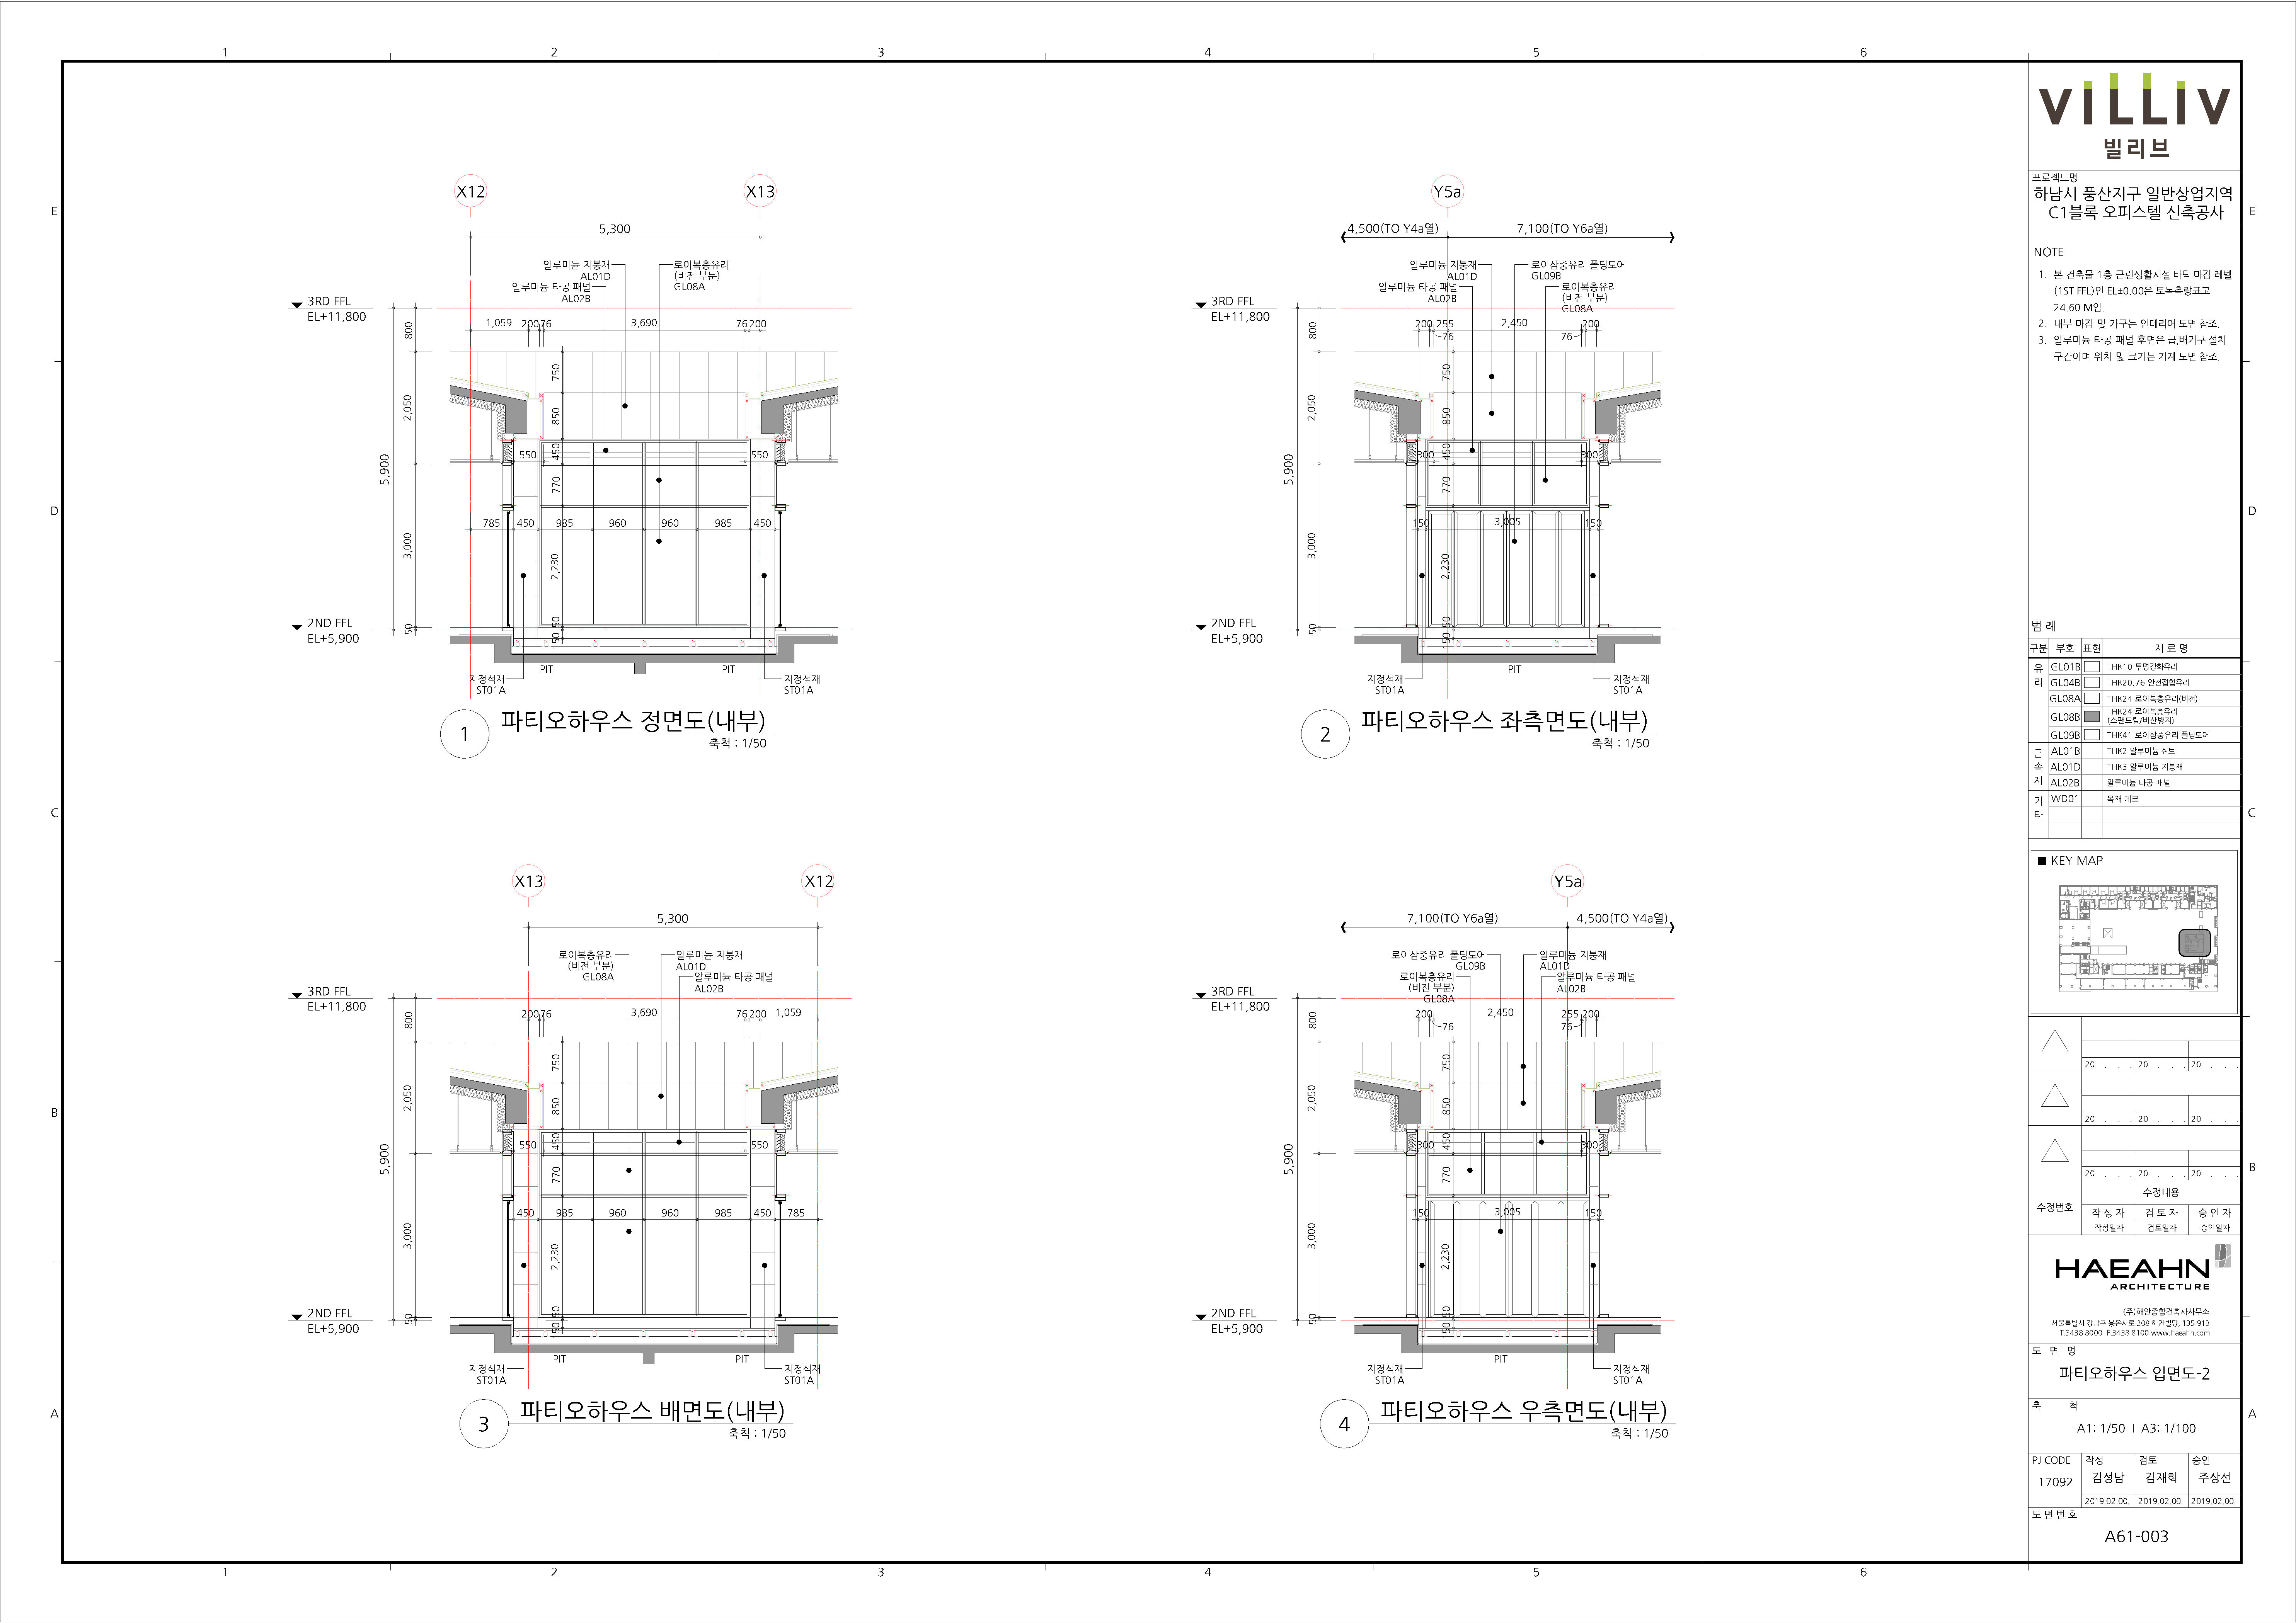 1 2 3 4 5 6
E
D
C
B
A
X12
X13
5,300
알루미늄 지붕재
AL01D
알루미늄 타공 패널
AL02B
로이복층유리
(비전 부분)
GL08A
3RD FFL
EL+11,800
1,059 200 76 3,690 76 200
800
2,050
5,900
3,000
50
750
850
450
770
2,230
50
50
550 550
785 450 985 960 960 985 450
2ND FFL
EL+5,900
PIT PIT
지정석재
ST01A
지정석재
ST01A
1 파티오하우스 정면도(내부)
축척 : 1/50
Y5a
4,500(TO Y4a열) 7,100(TO Y6a열)
알루미늄 지붕재
AL01D
알루미늄 타공 패널
AL02B
로이삼중유리 폴딩도어
GL09B
로이복층유리
(비전 부분)
GL08A
3RD FFL
EL+11,800
200 255 2,450 200
76 76
800
2,050
5,900
3,000
50
750
850
450
770
2,230
50
50
300 300
150 3,005 150
2ND FFL
EL+5,900
PIT
지정석재
ST01A
지정석재
ST01A
2 파티오하우스 좌측면도(내부)
축척 : 1/50
X13
X12
5,300
로이복층유리
(비전 부분)
GL08A
알루미늄 지붕재
AL01D
알루미늄 타공 패널
AL02B
3RD FFL
EL+11,800
200 76 3,690 76 200 1,059
800
2,050
5,900
3,000
50
750
850
450
770
2,230
50
50
550 550
450 985 960 960 985 450 785
2ND FFL
EL+5,900
PIT PIT
지정석재
ST01A
지정석재
ST01A
3 파티오하우스 배면도(내부)
축척 : 1/50
Y5a
7,100(TO Y6a열) 4,500(TO Y4a열)
로이삼중유리 폴딩도어
GL09B
로이복층유리
(비전 부분)
GL08A
알루미늄 지붕재
AL01D
알루미늄 타공 패널
AL02B
3RD FFL
EL+11,800
200 2,450 255 200
76 76
800
2,050
5,900
3,000
50
750
850
450
770
2,230
50
50
300 300
150 3,005 150
2ND FFL
EL+5,900
PIT
지정석재
ST01A
지정석재
ST01A
4 파티오하우스 우측면도(내부)
축척 : 1/50
VILLIV
빌리브
프로젝트명
하남시 풍산지구 일반상업지역
C1블록 오피스텔 신축공사
NOTE
1. 본 건축물 1층 근린생활시설 바닥 마감 레벨
(1ST FFL)인 EL±0.00은 토목측량표고
24.60 M임.
2. 내부 마감 및 가구는 인테리어 도면 참조.
3. 알루미늄 타공 패널 후면은 급,배기구 설치
구간이며 위치 및 크기는 기계 도면 참조.
범 례
구분 부호 표현 재 료 명
유리
GL01B THK10 투명강화유리
GL04B THK20.76 안전접합유리
GL08A THK24 로이복층유리(비전)
GL08B THK24 로이복층유리
(스팬드럴/비산방지)
GL09B THK41 로이삼중유리 폴딩도어
금속재
AL01B THK2 알루미늄 쉬트
AL01D THK3 알루미늄 지붕재
AL02B 알루미늄 타공 패널
기타
WD01 목재 데크
■ KEY MAP
20 . . . 20 . . . 20 . . .
20 . . . 20 . . . 20 . . .
20 . . . 20 . . . 20 . . .
수정번호
수정내용
작 성 자 검 토 자 승 인 자
작성일자 검토일자 승인일자
HAEAHN
ARCHITECTURE
(주)해안종합건축사사무소
서울특별시 강남구 봉은사로 208 해안빌딩, 135-913
T.3438 8000 F.3438 8100 www.haeahn.com
도 면 명
파티오하우스 입면도-2
축 척
A1: 1/50 I A3: 1/100
PJ CODE 작성 검토 승인
17092 김성남 김재희 주상선
2019.02.00. 2019.02.00. 2019.02.00.
도 면 번 호
A61-003
E
D
C
B
A
1 2 3 4 5 6